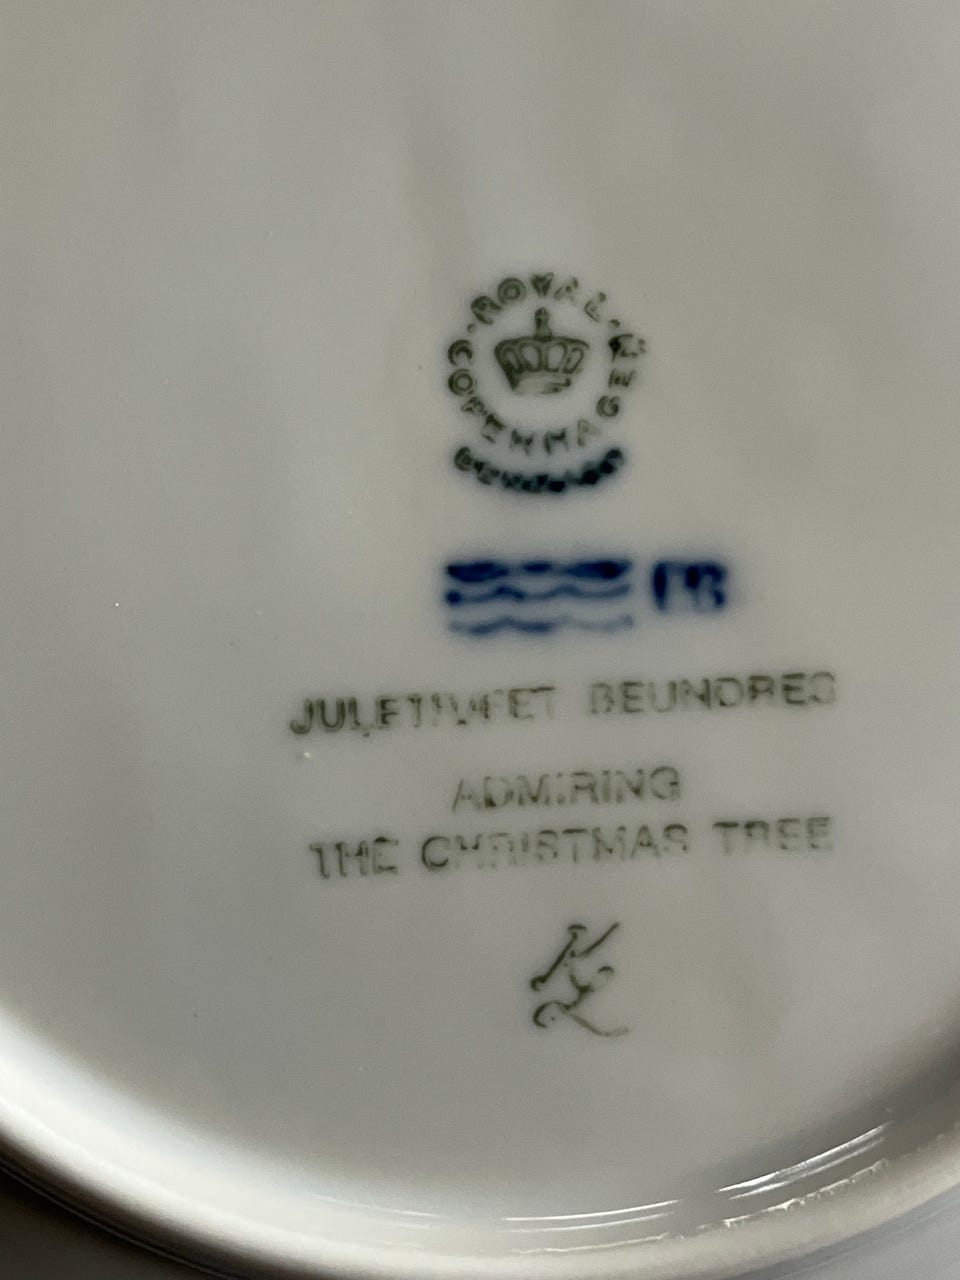 ROYAL
COPENHAGEN
JULETRÆET BEUNDRES
ADMIRING
THE CHRISTMAS TREE